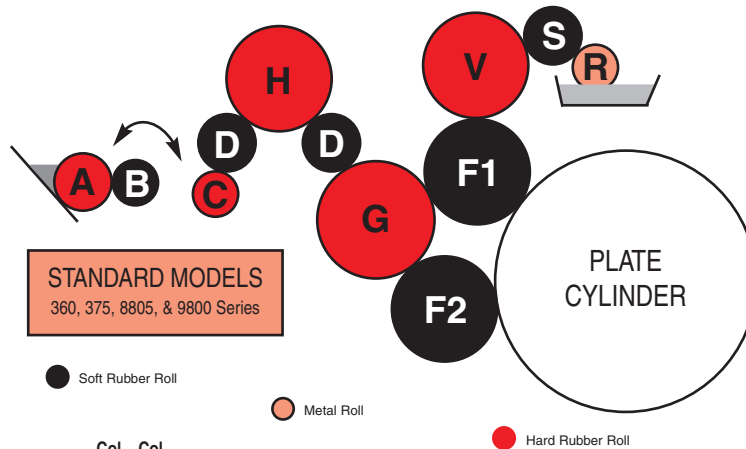 S
H
V
R
D
D
A
B
C
F1
G
STANDARD MODELS
360, 375, 8805, & 9800 Series
PLATE
CYLINDER
F2
Soft Rubber Roll
Metal Roll
Hard Rubber Roll